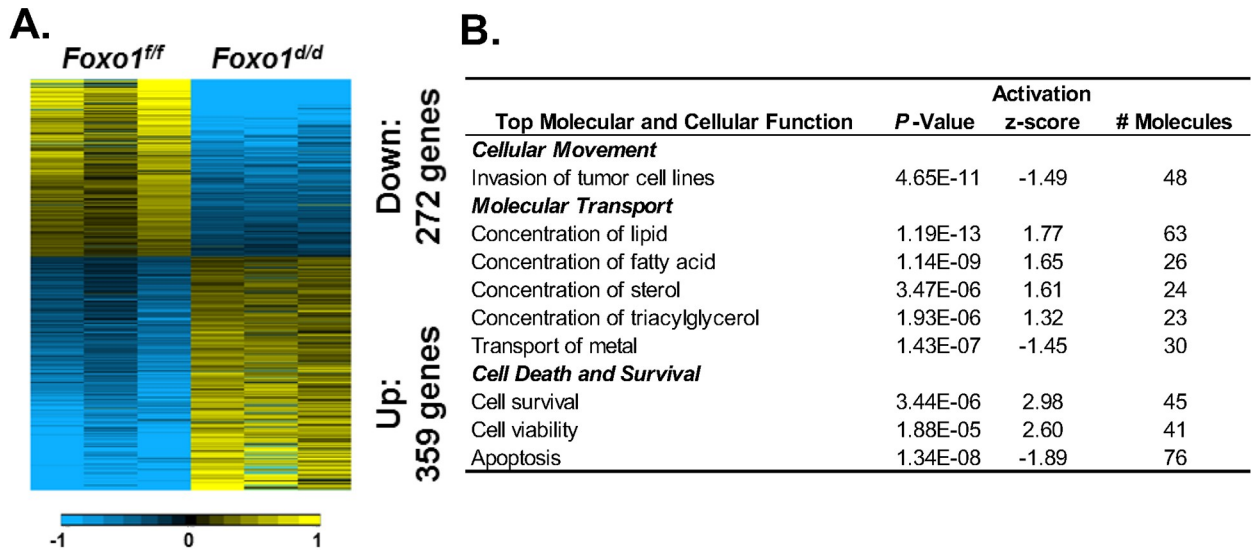 A.
Foxo1f/f Foxo1d/d
Down:
272 genes
Up:
359 genes
-1 0 1
B.
Activation
Top Molecular and Cellular Function P-Value z-score # Molecules
Cellular Movement
Invasion of tumor cell lines 4.65E-11 -1.49 48
Molecular Transport
Concentration of lipid 1.19E-13 1.77 63
Concentration of fatty acid 1.14E-09 1.65 26
Concentration of sterol 3.47E-06 1.61 24
Concentration of triacylglycerol 1.93E-06 1.32 23
Transport of metal 1.43E-07 -1.45 30
Cell Death and Survival
Cell survival 3.44E-06 2.98 45
Cell viability 1.88E-05 2.60 41
Apoptosis 1.34E-08 -1.89 76